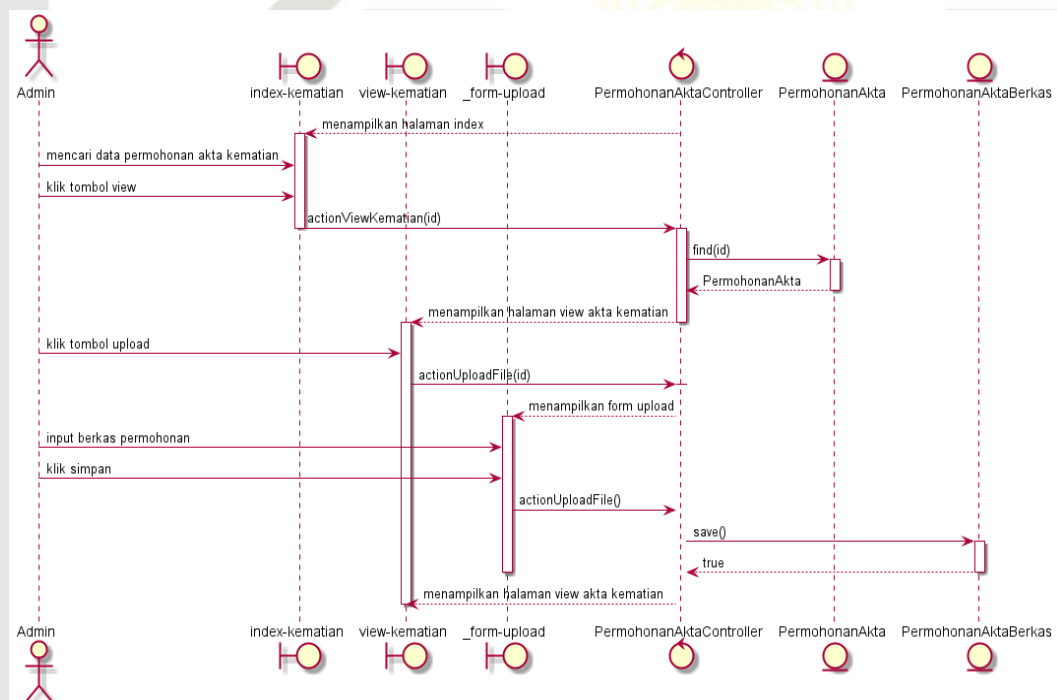 Admin
index-kematian
view-kematian
_form-upload
PermohonanAktaController
PermohonanAkta
PermohonanAktaBerkas
menampilkan halaman index
mencari data permohonan akta kematian
klik tombol view
actionViewKematian(id)
find(id)
PermohonanAkta
menampilkan halaman view akta kematian
klik tombol upload
actionUploadFile(id)
menampilkan form upload
input berkas permohonan
klik simpan
actionUploadFile()
save()
true
menampilkan halaman view akta kematian
Admin
index-kematian
view-kematian
_form-upload
PermohonanAktaController
PermohonanAkta
PermohonanAktaBerkas